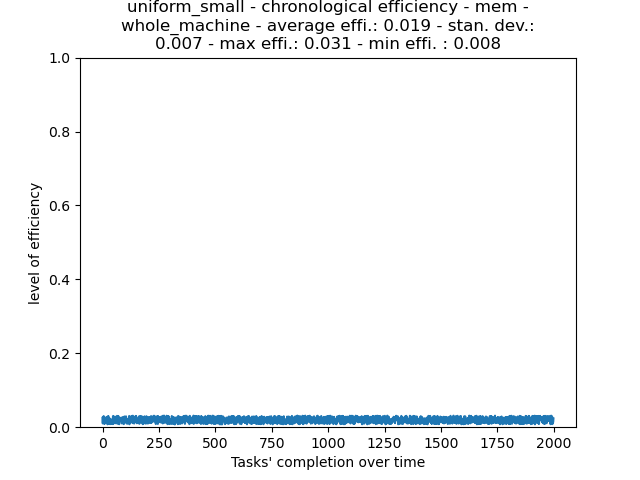 uniform_small - chronological efficiency - mem -
whole_machine - average effi.: 0.019 - stan. dev.:
0.007 - max effi.: 0.031 - min effi. : 0.008
1.0
0.8
0.6
0.4
0.2
0.0
level of efficiency
0 250 500 750 1000 1250 1500 1750 2000
Tasks' completion over time